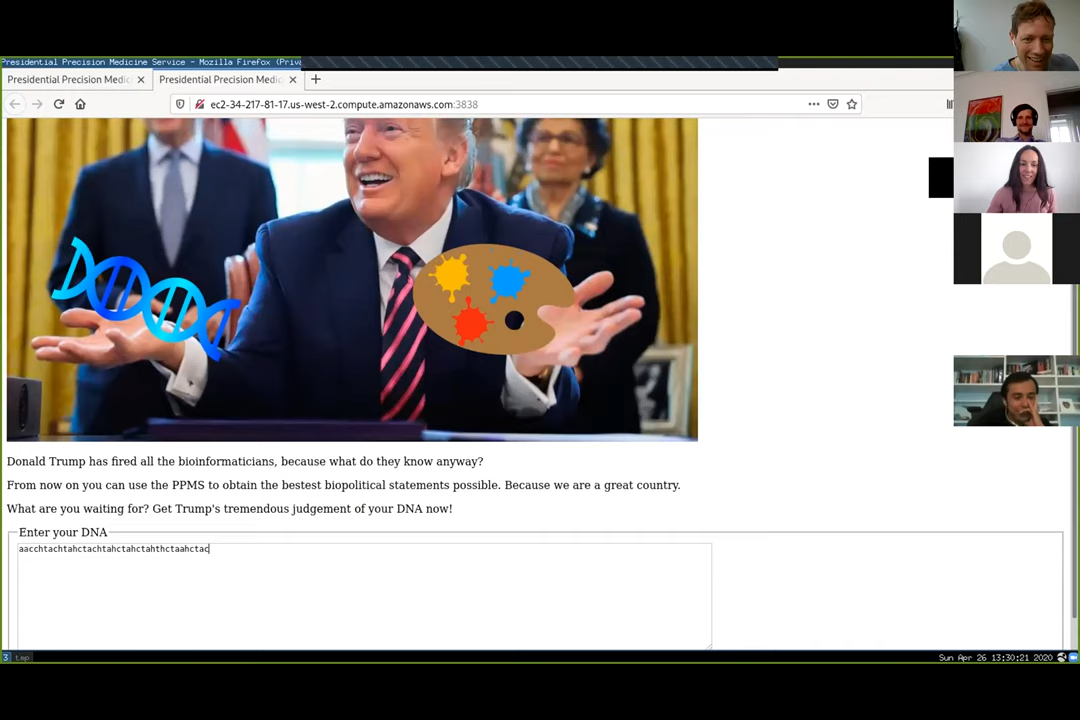 Presidential Precision Medicine Service - Mozilla Firefox (Priva
Presidential Precision Medic
Presidential Precision Medic
ec2-34-217-81-17.us-west-2.compute.amazonaws.com:3838
Donald Trump has fired all the bioinformaticians, because what do they know anyway?
From now on you can use the PPMS to obtain the bestest biopolitical statements possible. Because we are a great country.
What are you waiting for? Get Trump's tremendous judgement of your DNA now!
Enter your DNA
aacchtachtahctachtahctahctahthctaahctac
3 tmp
Sun Apr 26 13:30:21 2020